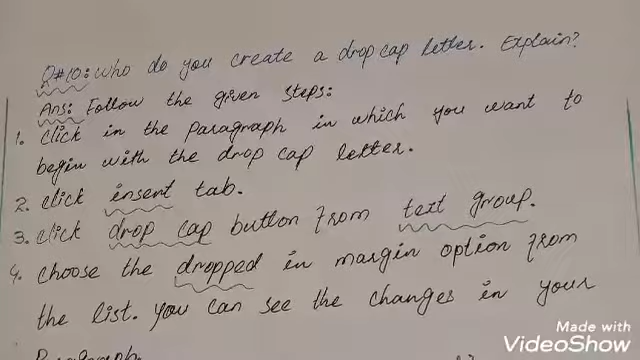 Q#10: Who do you create a drop cap letter. Explain?
Ans: Follow the given steps:
1. Click in the Paragraph in which you want to
begin with the drop cap letter.
2. click insert tab.
3. click drop cap button from text group.
4. choose the dropped in margin option from
the list. you can see the changes in your
Paragraph.
Made with
VideoShow